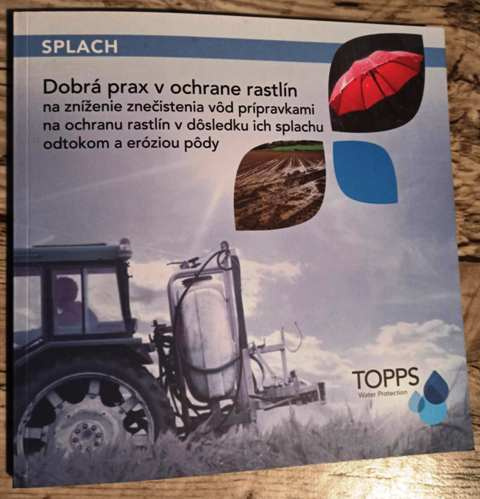 SPLACH
Dobrá prax v ochrane rastlín
na zníženie znečistenia vôd prípravkami
na ochranu rastlín v dôsledku ich splachu
odtokom a eróziou pôdy
TOPPS
Water Protection